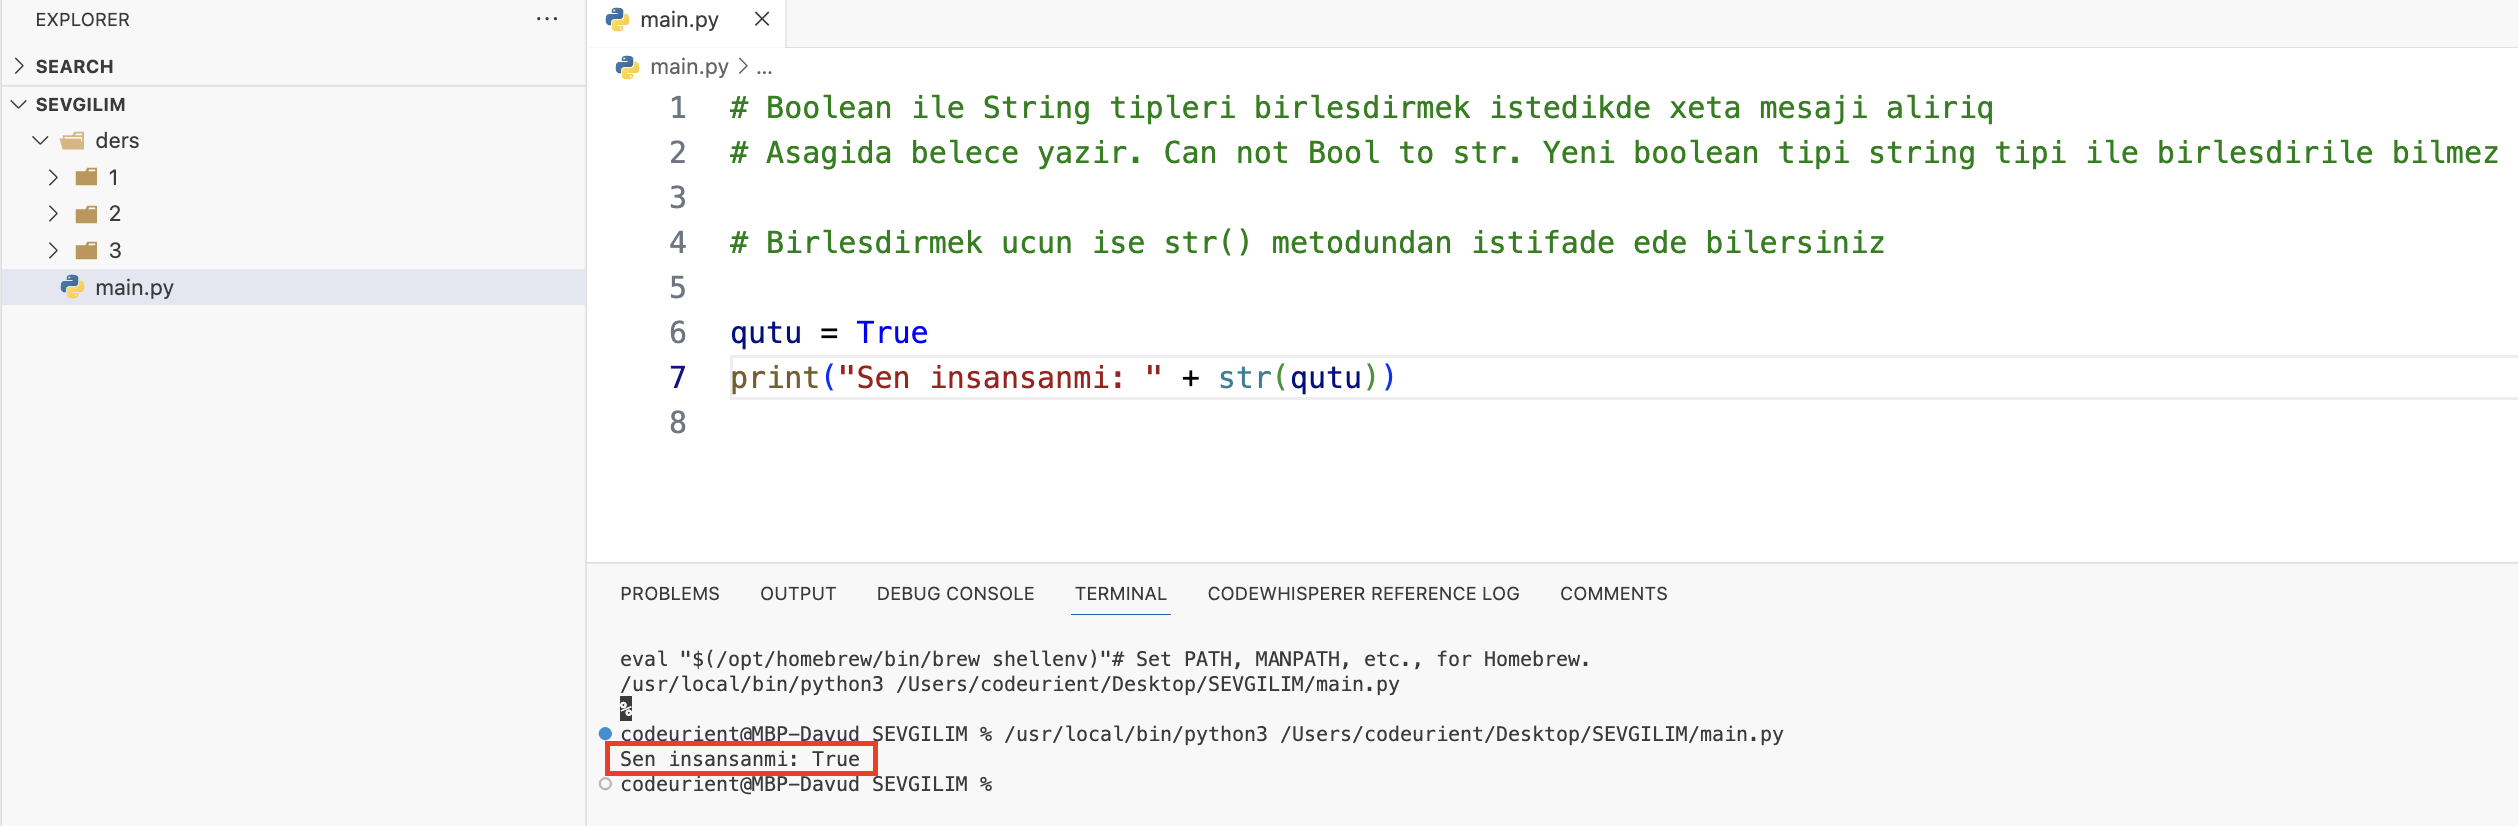 EXPLORER
SEARCH
SEVGILIM
ders
1
2
3
main.py
main.py
main.py > ...
1 # Boolean ile String tipleri birlesdirmek istedikde xeta mesaji aliriq
2 # Asagida belece yazir. Can not Bool to str. Yeni boolean tipi string tipi ile birlesdirile bilmez
3
4 # Birlesdirmek ucun ise str() metodundan istifade ede bilersiniz
5
6 qutu = True
7 print("Sen insansanmi: " + str(qutu))
8
PROBLEMS OUTPUT DEBUG CONSOLE TERMINAL CODEWHISPERER REFERENCE LOG COMMENTS
eval "$(/opt/homebrew/bin/brew shellenv)"# Set PATH, MANPATH, etc., for Homebrew.
/usr/local/bin/python3 /Users/codeurient/Desktop/SEVGILIM/main.py
%
codeurient@MBP-Davud SEVGILIM % /usr/local/bin/python3 /Users/codeurient/Desktop/SEVGILIM/main.py
Sen insansanmi: True
codeurient@MBP-Davud SEVGILIM %